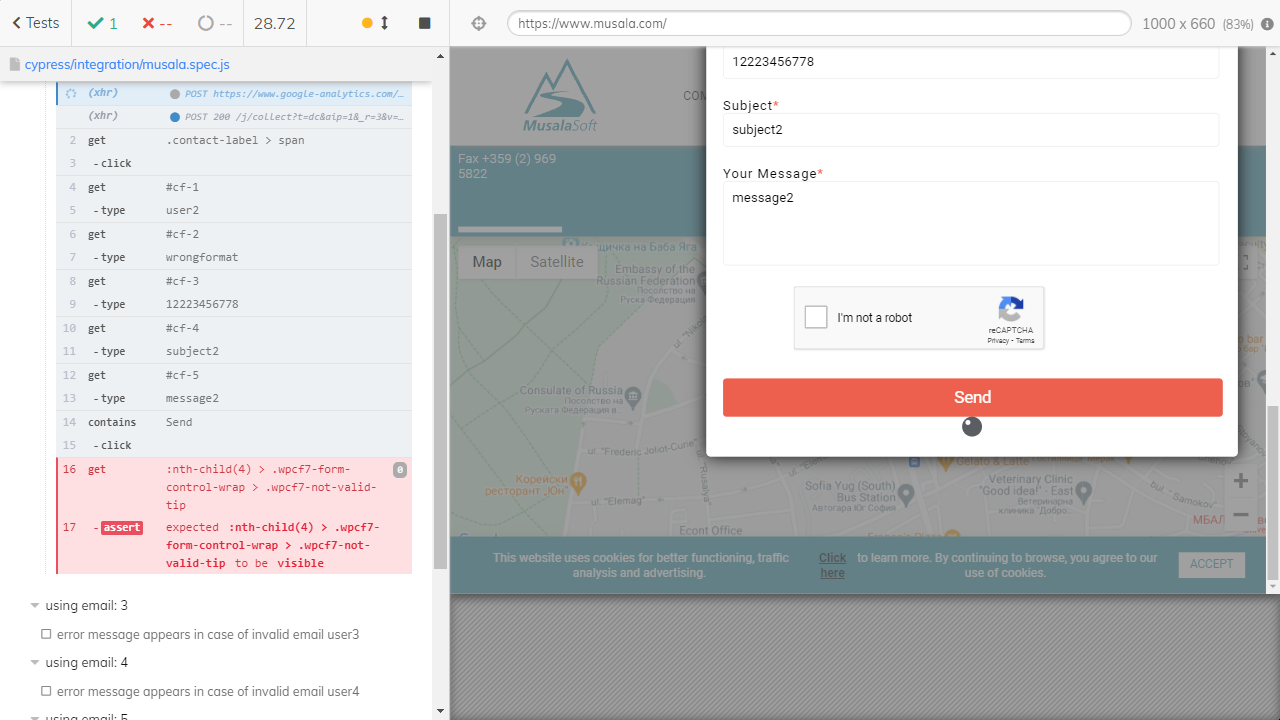 Tests
1
--
--
28.72
https://www.musala.com/
1000 x 660 (83%)
cypress/integration/musala.spec.js
(xhr) POST https://www.google-analytics.com/…
(xhr) POST 200 /j/collect?t=dc&aip=1&_r=3&v=…
2 get .contact-label > span
3 -click
4 get #cf-1
5 -type user2
6 get #cf-2
7 -type wrongformat
8 get #cf-3
9 -type 12223456778
10 get #cf-4
11 -type subject2
12 get #cf-5
13 -type message2
14 contains Send
15 -click
16 get :nth-child(4) > .wpcf7-form-
control-wrap > .wpcf7-not-valid-
tip
0
17 -assert expected :nth-child(4) > .wpcf7-
form-control-wrap > .wpcf7-not-
valid-tip to be visible
using email: 3
error message appears in case of invalid email user3
using email: 4
error message appears in case of invalid email user4
using email: 5
MusalaSoft
COM
Fax +359 (2) 969
5822
12223456778
Subject*
subject2
Your Message*
message2
I'm not a robot
reCAPTCHA
Privacy - Terms
Send
Map
Satellite
къщичка на Баба Яга
Embassy of the
Russian Federation
Посолство на
Руска Федерация
Consulate of Russia
Посолство на
Руската Федерация в...
ul. "Frederic Joliot-Curie"
Корейски
ресторант „Юн“
ul. "Elemag"
Econt Office
Sofia Yug (South)
Bus Station
Автогара Юг София
Gelato & Latte
Veterinary Clinic
"Good idea!" - East
Ветеринарна
клиника "Добро...
bul. "Samokov"
МБАЛ
Google
This website uses cookies for better functioning, traffic
analysis and advertising.
Click
here
to learn more. By continuing to browse, you agree to our
use of cookies.
ACCEPT